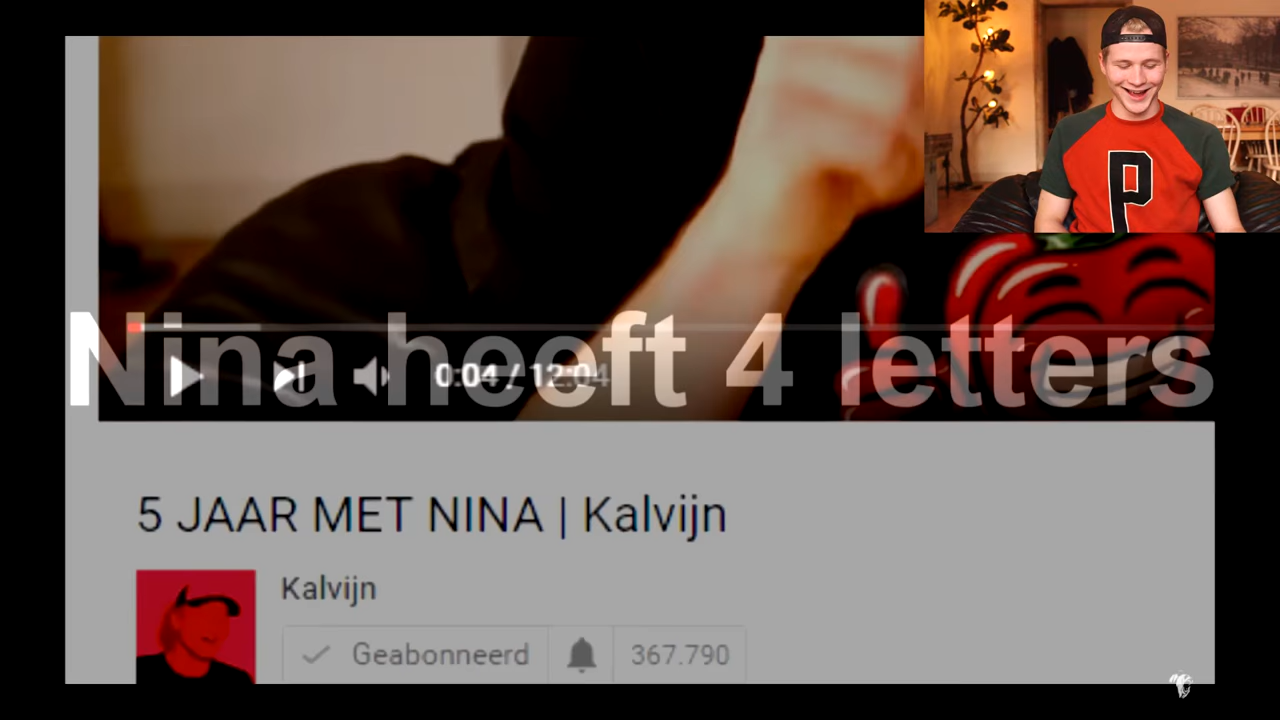 P
Nina heeft 4 letters
0:04 / 12:04
5 JAAR MET NINA | Kalvijn
Kalvijn
Geabonneerd
367.790